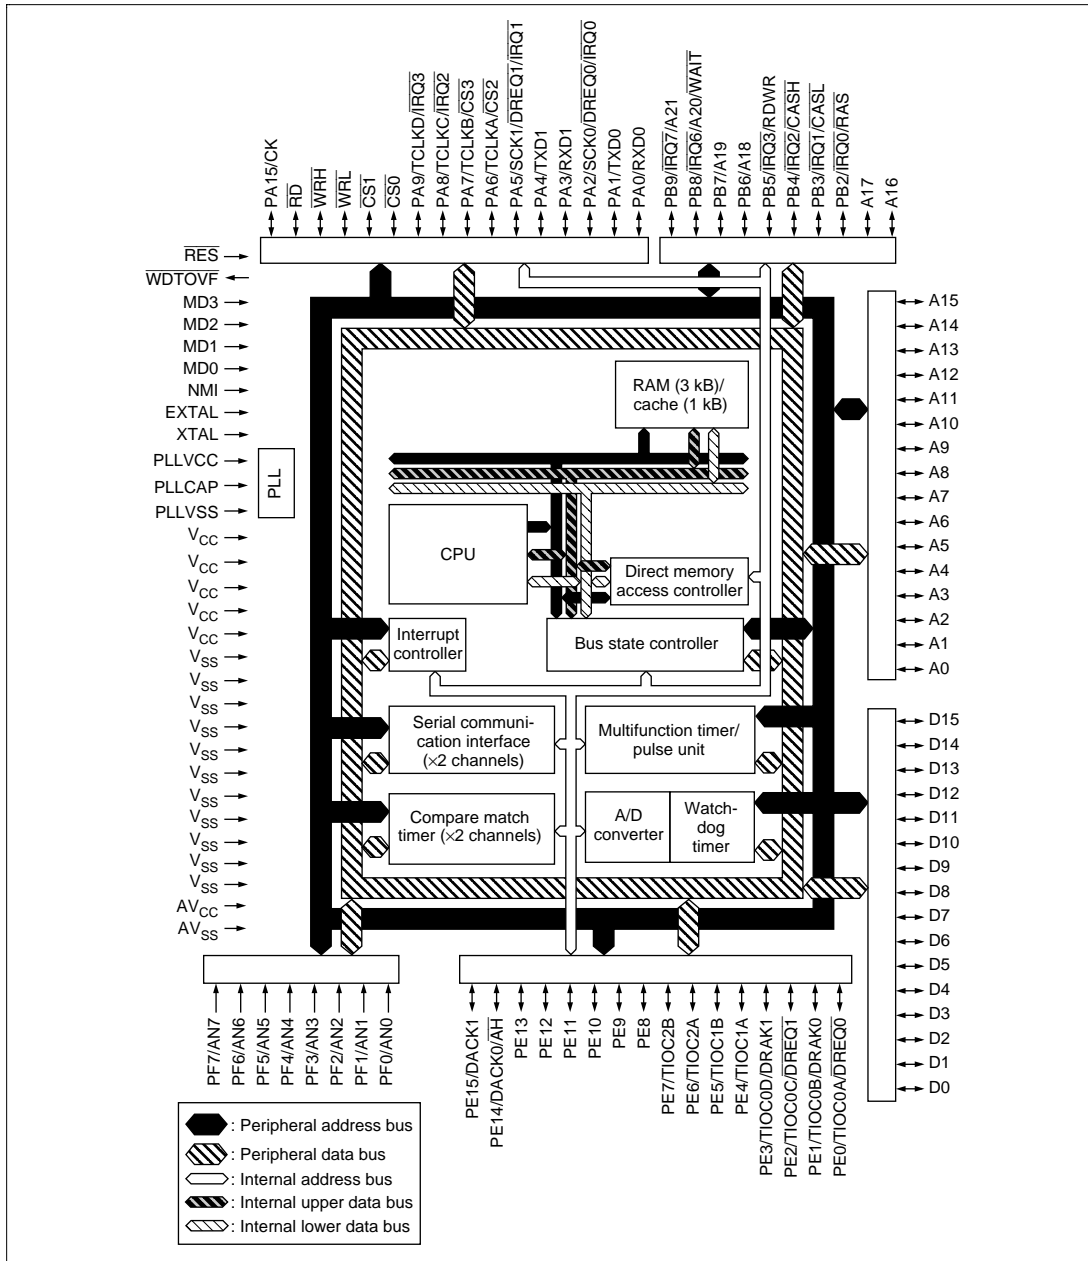 PA15/CK
RD
WRH
WRL
CS1
CS0
PA9/TCLKD/IRQ3
PA8/TCLKC/IRQ2
PA7/TCLKB/CS3
PA6/TCLKA/CS2
PA5/SCK1/DREQ1/IRQ1
PA4/TXD1
PA3/RXD1
PA2/SCK0/DREQ0/IRQ0
PA1/TXD0
PA0/RXD0
PB9/IRQ7/A21
PB8/IRQ6/A20/WAIT
PB7/A19
PB6/A18
PB5/IRQ3/RDWR
PB4/IRQ2/CASH
PB3/IRQ1/CASL
PB2/IRQ0/RAS
A17
A16
RES
WDTOVF
MD3
MD2
MD1
MD0
NMI
EXTAL
XTAL
PLLVCC
PLLCAP
PLLVSS
VCC
VCC
VCC
VCC
VCC
VSS
VSS
VSS
VSS
VSS
VSS
VSS
VSS
VSS
VSS
VSS
AVCC
AVSS
PLL
RAM (3 kB)/
cache (1 kB)
CPU
Direct memory
access controller
Interrupt
controller
Bus state controller
Serial communi-
cation interface
(×2 channels)
Multifunction timer/
pulse unit
Compare match
timer (×2 channels)
A/D
converter
Watch-
dog
timer
A15
A14
A13
A12
A11
A10
A9
A8
A7
A6
A5
A4
A3
A2
A1
A0
D15
D14
D13
D12
D11
D10
D9
D8
D7
D6
D5
D4
D3
D2
D1
D0
PF7/AN7
PF6/AN6
PF5/AN5
PF4/AN4
PF3/AN3
PF2/AN2
PF1/AN1
PF0/AN0
PE15/DACK1
PE14/DACK0/AH
PE13
PE12
PE11
PE10
PE9
PE8
PE7/TIOC2B
PE6/TIOC2A
PE5/TIOC1B
PE4/TIOC1A
PE3/TIOC0D/DRAK1
PE2/TIOC0C/DREQ1
PE1/TIOC0B/DRAK0
PE0/TIOC0A/DREQ0
: Peripheral address bus
: Peripheral data bus
: Internal address bus
: Internal upper data bus
: Internal lower data bus